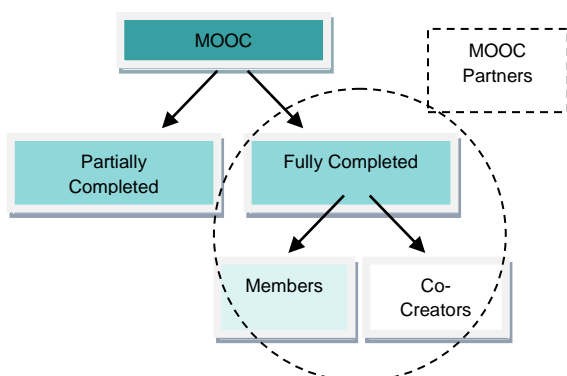 MOOC
MOOC
Partners
Partially
Completed
Fully Completed
Members
Co-
Creators